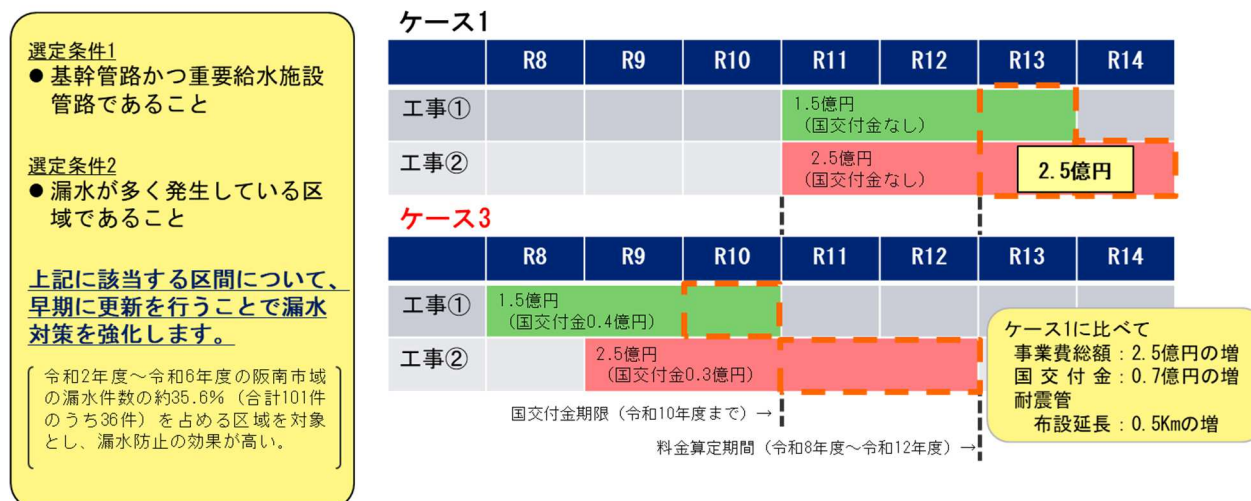 選定条件1
● 基幹管路かつ重要給水施設
管路であること
選定条件2
● 漏水が多く発生している区
域であること
上記に該当する区間について、
早期に更新を行うことで漏水
対策を強化します。
令和2年度～令和6年度の阪南市域
の漏水件数の約35.6%（合計101件
のうち36件）を占める区域を対象
とし、漏水防止の効果が高い。
ケース1
R8 R9 R10 R11 R12 R13 R14
工事①
1.5億円
（国交付金なし）
工事②
2.5億円
（国交付金なし）
2.5億円
ケース3
R8 R9 R10 R11 R12 R13 R14
工事①
1.5億円
（国交付金0.4億円）
工事②
2.5億円
（国交付金0.3億円）
国交付金期限（令和10年度まで）→
料金算定期間（令和8年度～令和12年度）→
ケース1に比べて
事業費総額：2.5億円の増
国 交 付 金：0.7億円の増
耐震管
布設延長：0.5Kmの増